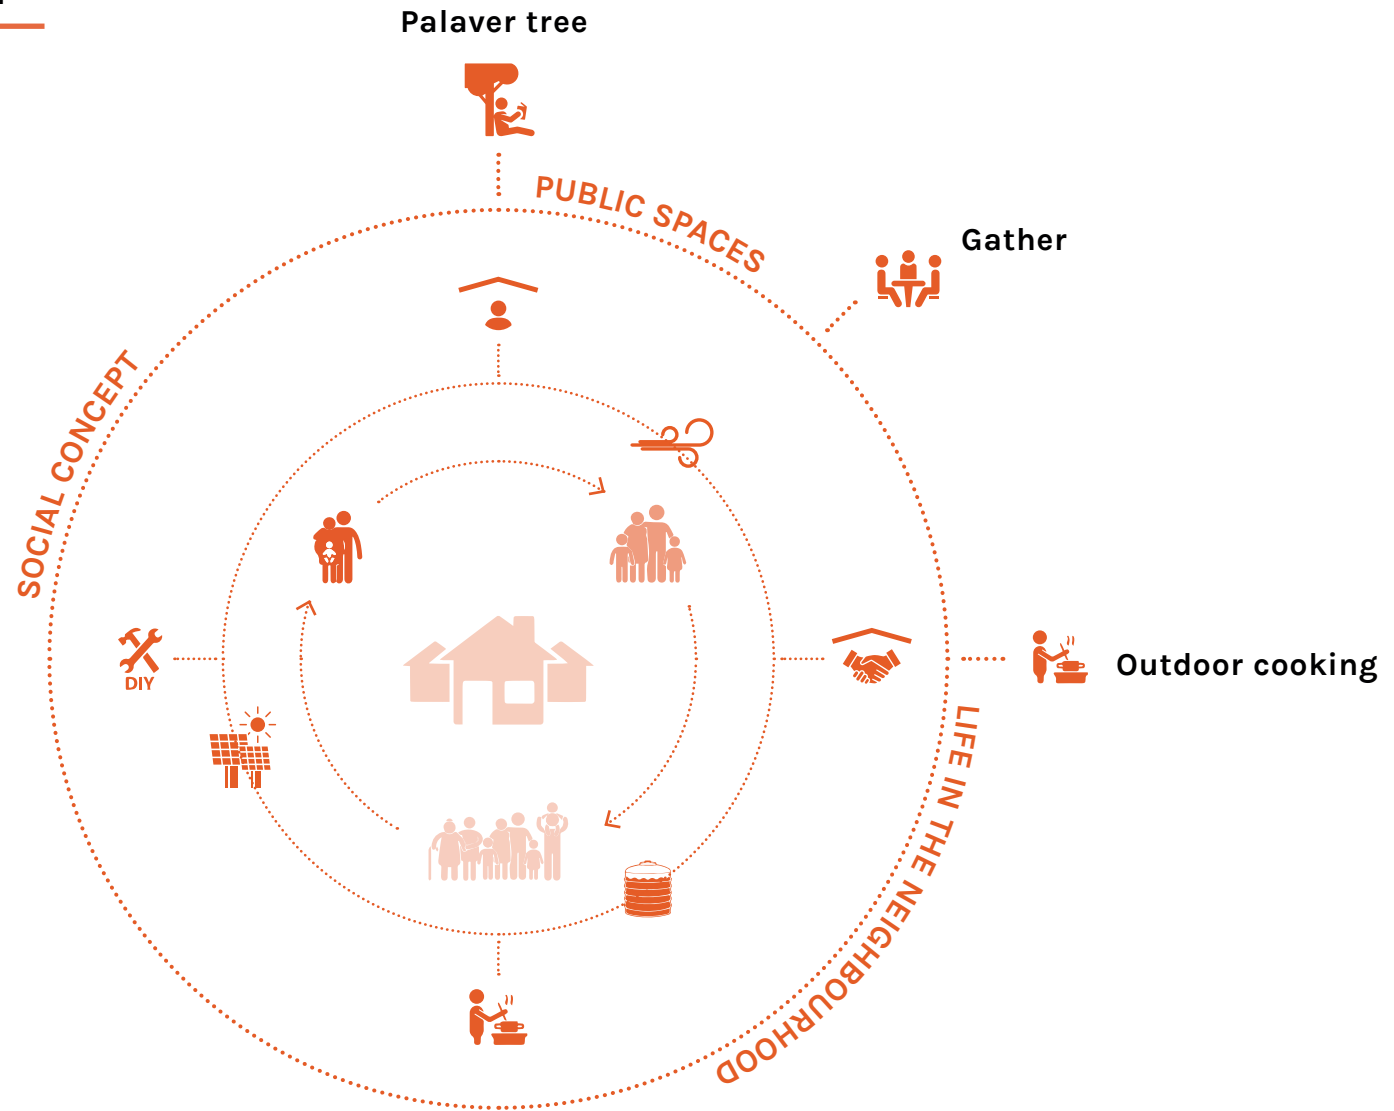 Palaver tree
PUBLIC SPACES
Gather
SOCIAL CONCEPT
DIY
Outdoor cooking
LIFE IN THE NEIGHBOURHOOD